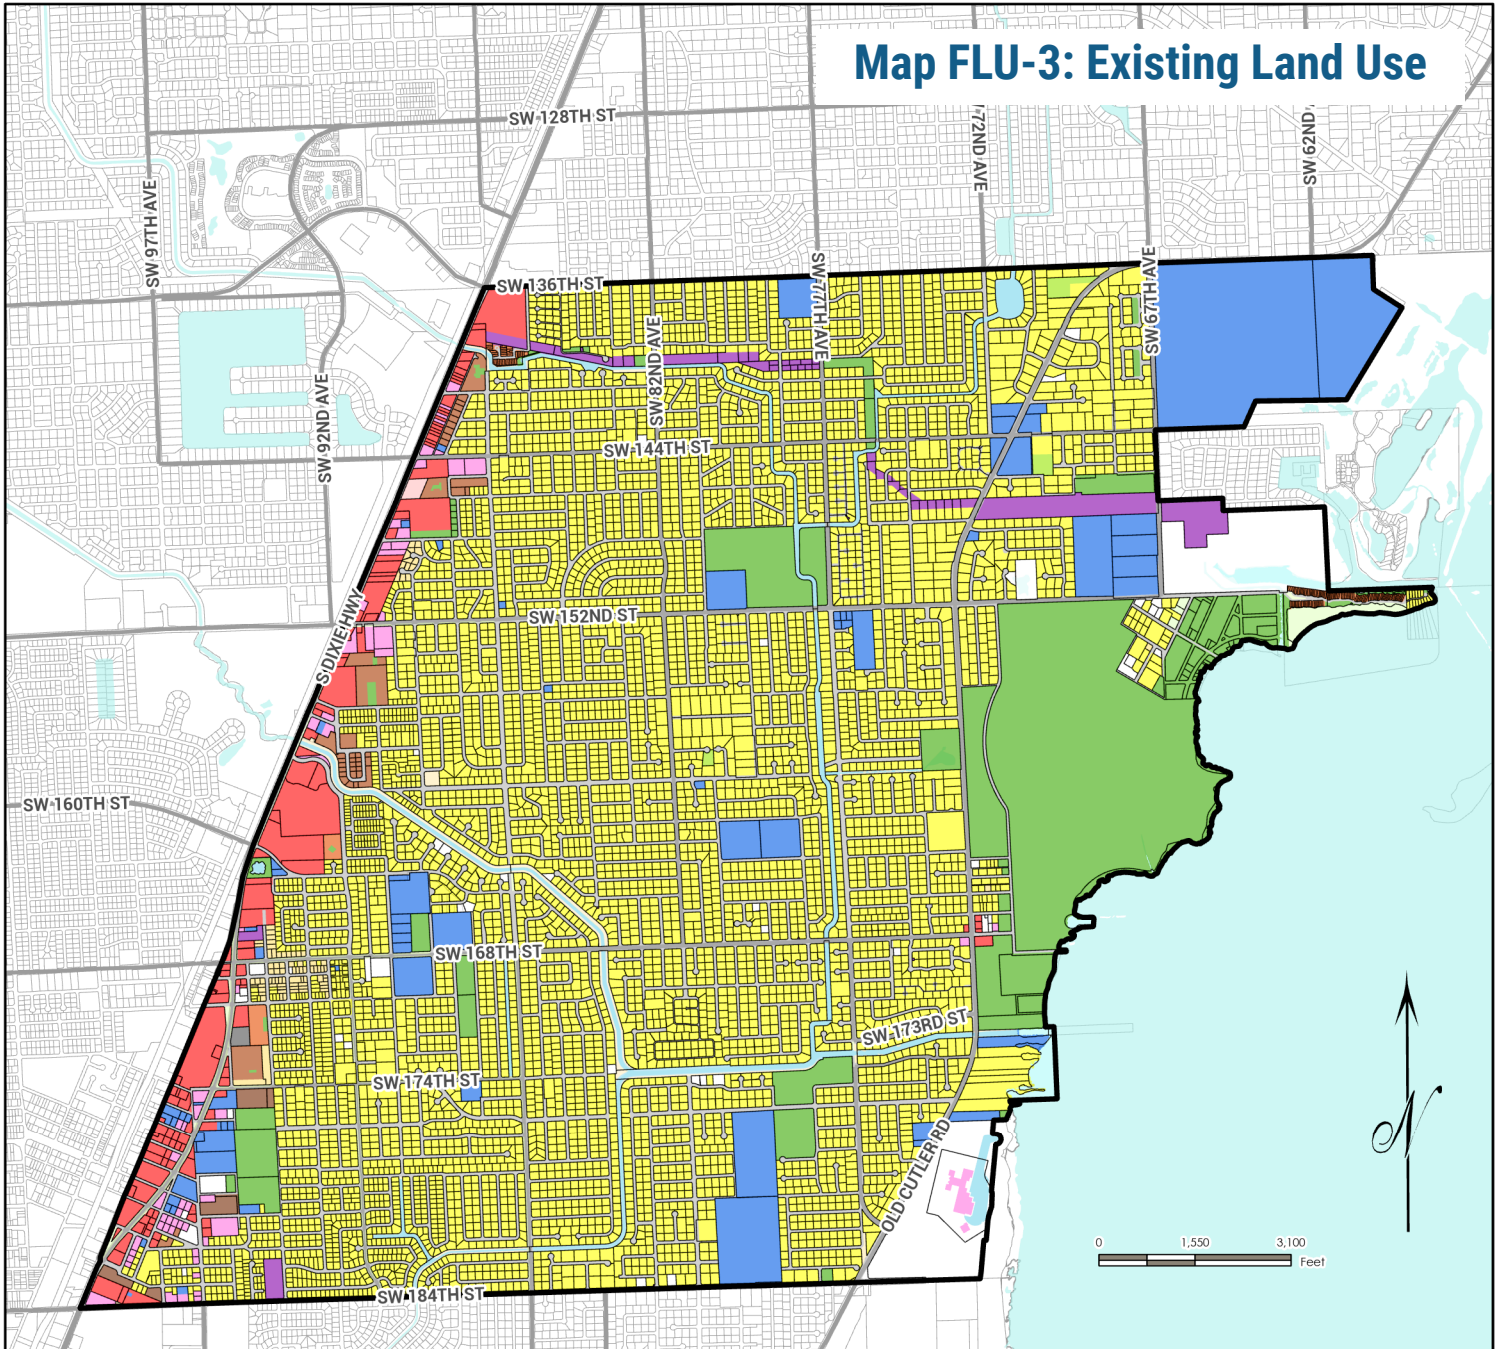 Map FLU-3: Existing Land Use
SW 128TH ST
72ND AVE
SW 62ND
SW 97TH AVE
SW 136TH ST
SW 77TH AVE
SW 67TH AVE
SW 82ND AVE
SW 92ND AVE
SW 144TH ST
SW 152ND ST
S DIXIE HWY
SW 160TH ST
SW 168TH ST
SW 173RD ST
SW 174TH ST
OLD CUTLER RD
N
0 1,550 3,100
Feet
SW 184TH ST